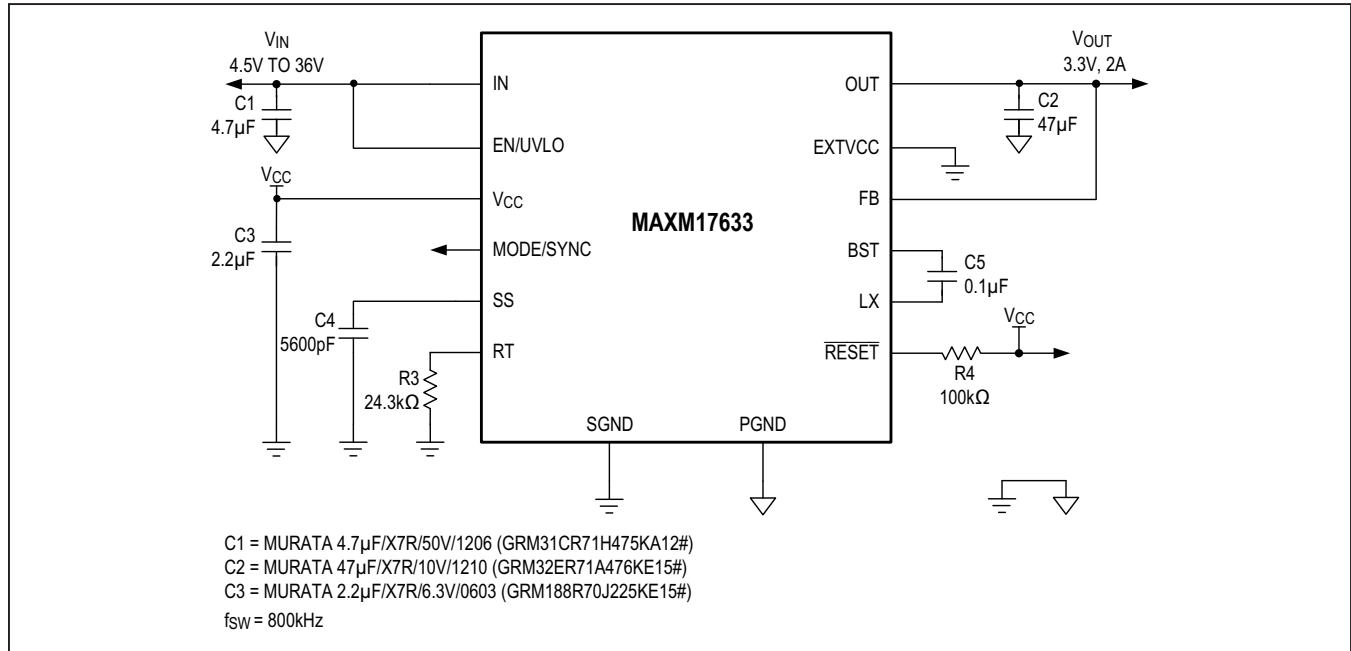 VIN
4.5V TO 36V
C1
4.7µF
VCC
C3
2.2µF
C4
5600pF
R3
24.3kΩ
IN
EN/UVLO
VCC
MODE/SYNC
SS
RT
MAXM17633
SGND
PGND
OUT
EXTVCC
FB
BST
LX
RESET
VOUT
3.3V, 2A
C2
47µF
C5
0.1µF
VCC
R4
100kΩ
C1 = MURATA 4.7µF/X7R/50V/1206 (GRM31CR71H475KA12#)
C2 = MURATA 47µF/X7R/10V/1210 (GRM32ER71A476KE15#)
C3 = MURATA 2.2µF/X7R/6.3V/0603 (GRM188R70J225KE15#)
fSW = 800kHz